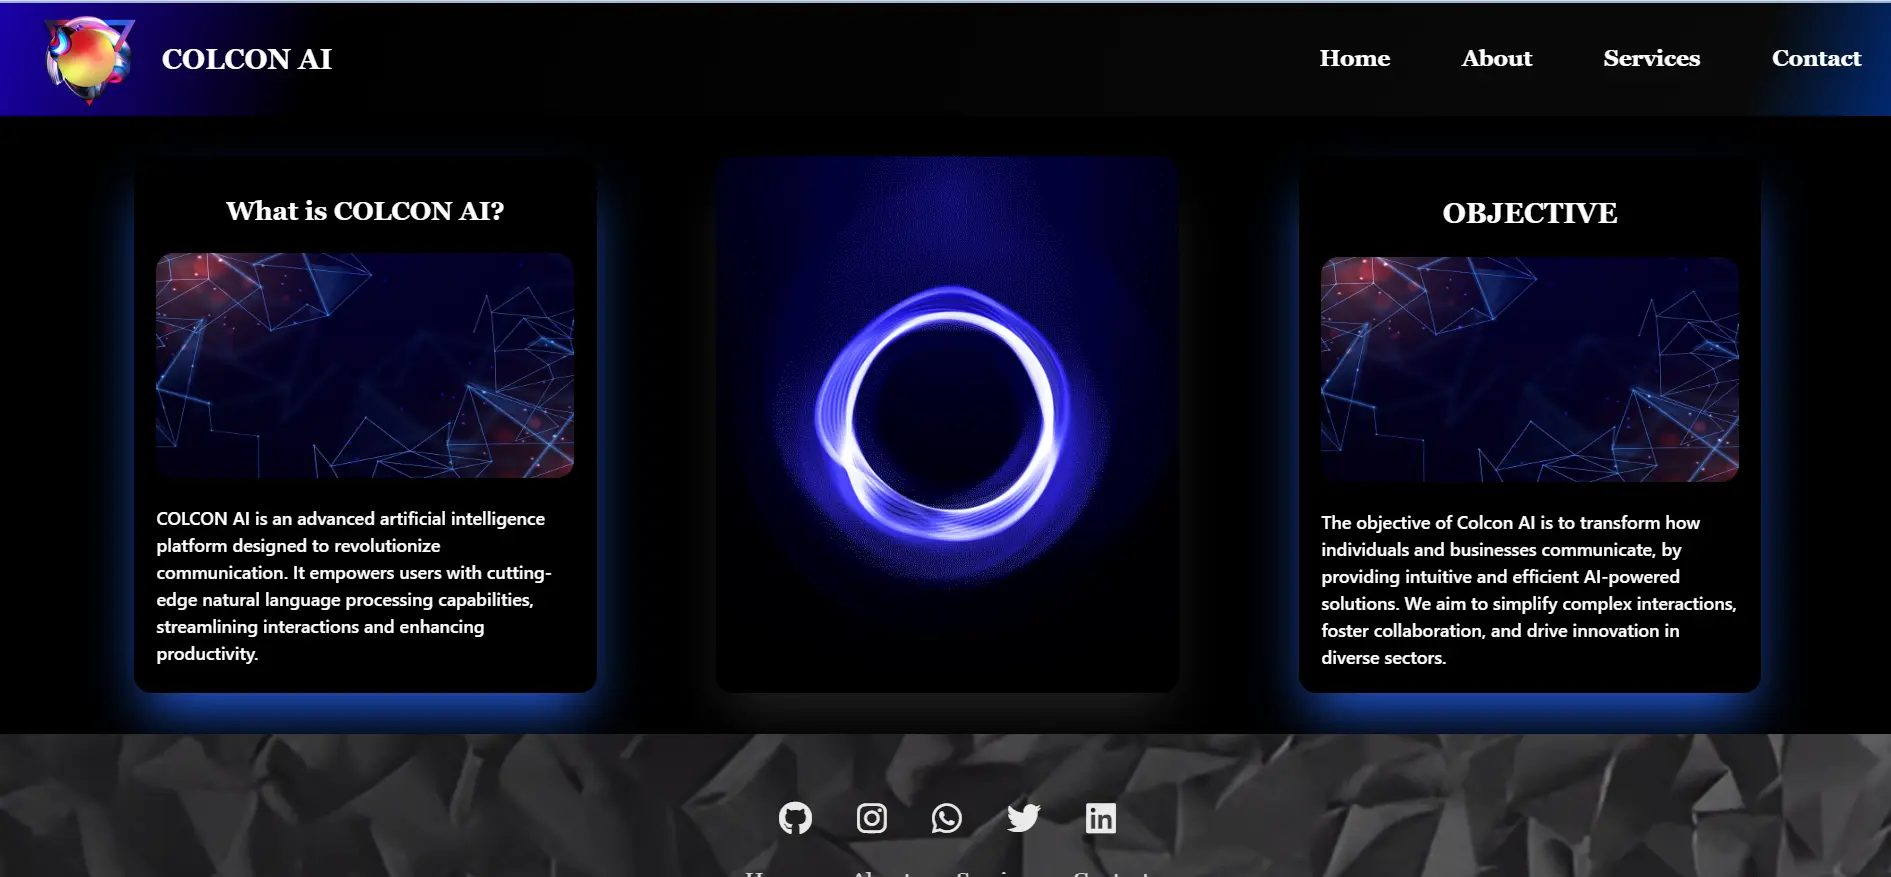 COLCON AI
Home
About
Services
Contact
What is COLCON AI?
COLCON AI is an advanced artificial intelligence
platform designed to revolutionize
communication. It empowers users with cutting-
edge natural language processing capabilities,
streamlining interactions and enhancing
productivity.
OBJECTIVE
The objective of Colcon AI is to transform how
individuals and businesses communicate, by
providing intuitive and efficient AI-powered
solutions. We aim to simplify complex interactions,
foster collaboration, and drive innovation in
diverse sectors.
in